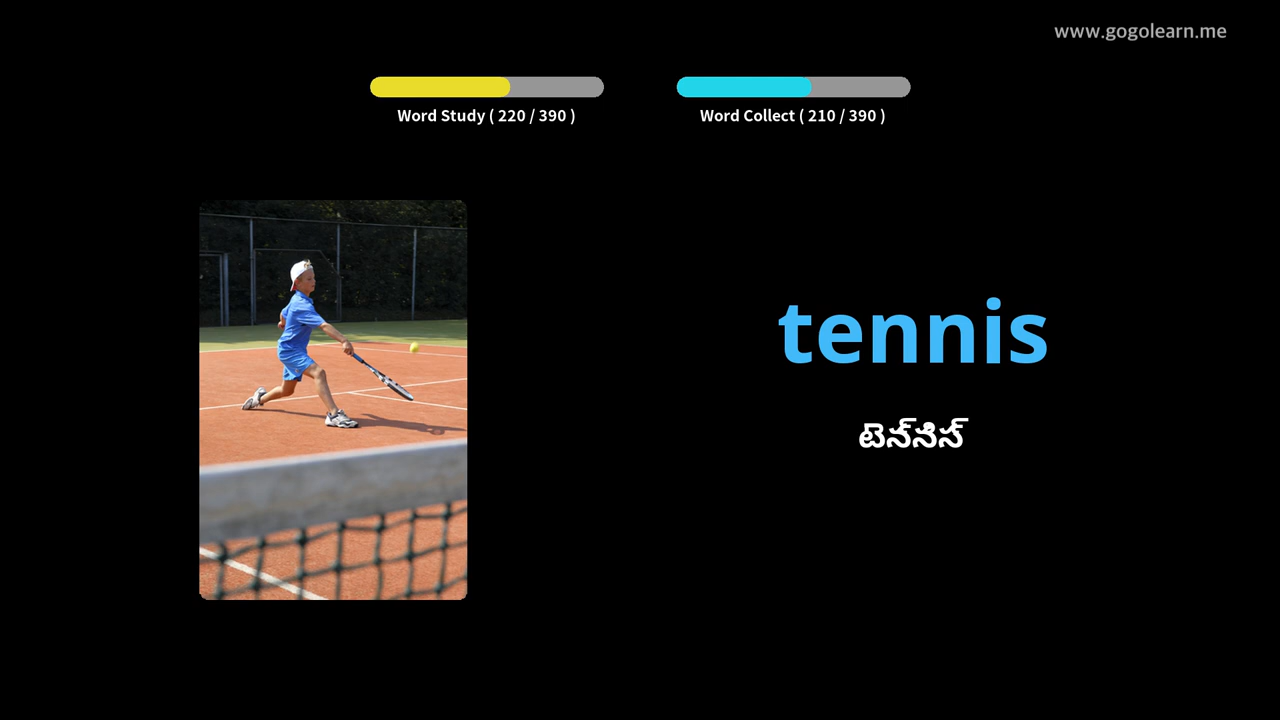 www.gogolearn.me
Word Study ( 220 / 390 )
Word Collect ( 210 / 390 )
tennis
టెన్‌నిస్